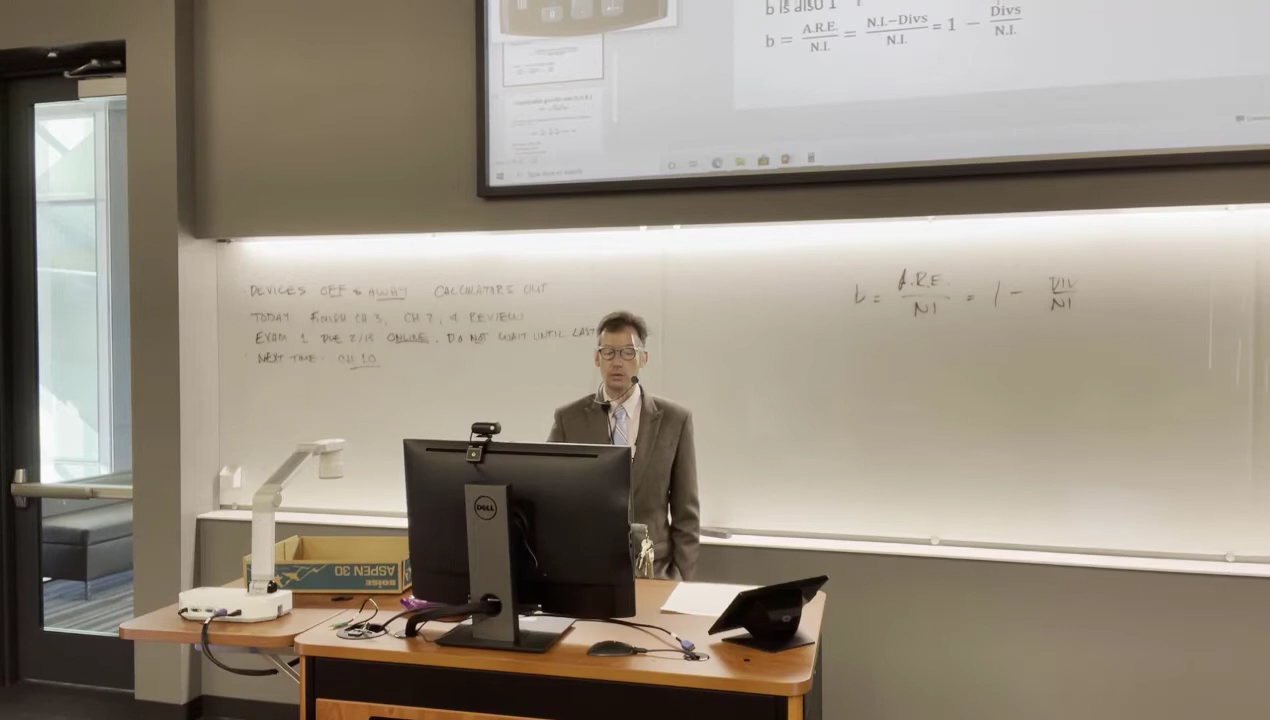 b is also 1
b = A.R.E./N.I. = N.I.-Divs/N.I. = 1 - Divs/N.I.
- DEVICES OFF & AWAY CALCULATORS OUT
TODAY FINISH CH 3, CH 7, & REVIEW
EXAM 1 DUE 2/15 ONLINE. DO NOT WAIT UNTIL LAST
NEXT TIME: CH 10
b = A.R.E./NI = 1 - DIV/NI
DELL
boise
ASPEN 30